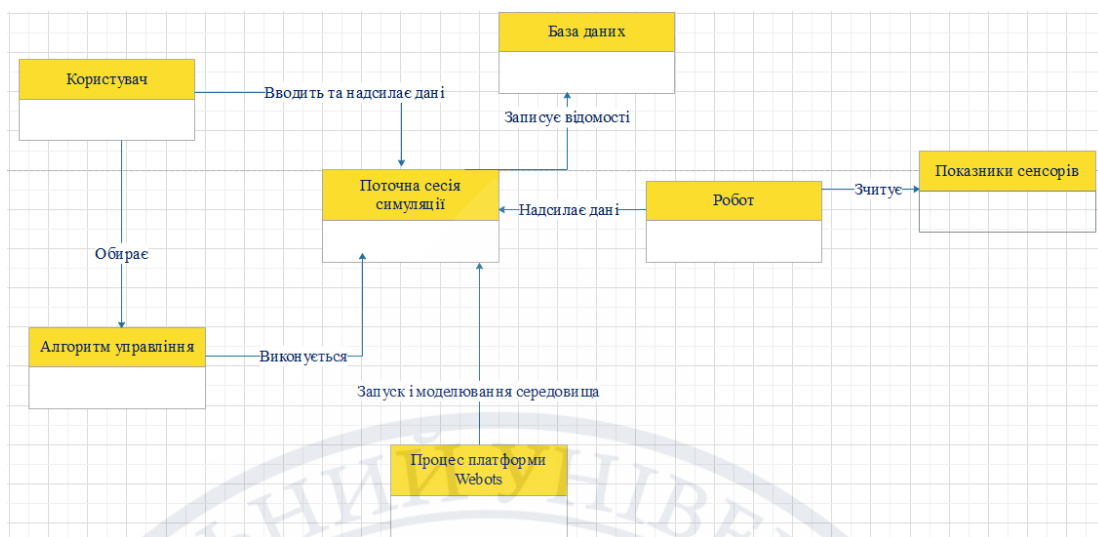 База даних
Користувач
Вводить та надсилає дані
Записує відомості
Поточна сесія
симуляції
Робот
Показники сенсорів
Зчитує
Надсилає дані
Обирає
Алгоритм управління
Виконується
Запуск і моделювання середовища
Процес платформи
Webots